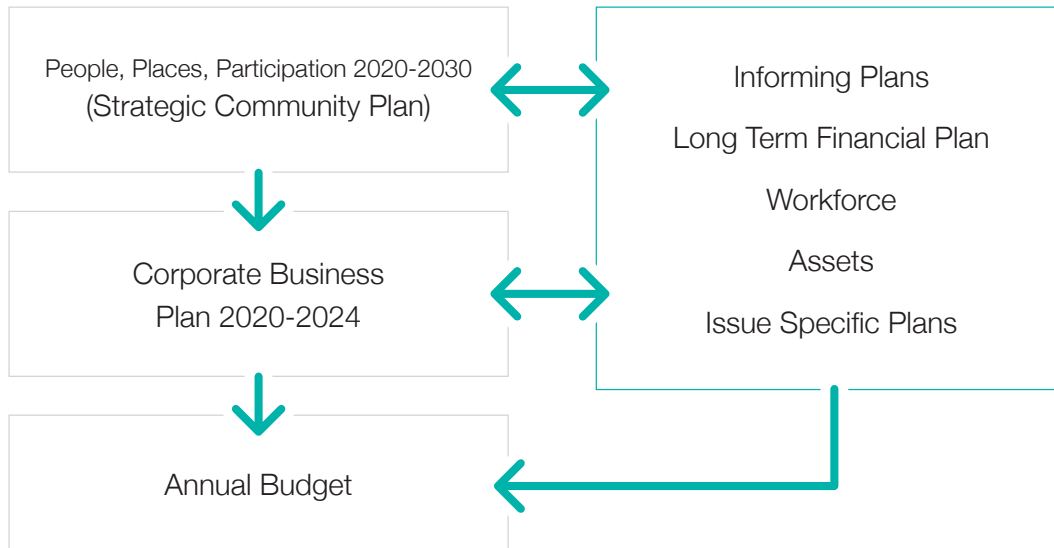 People, Places, Participation 2020-2030
(Strategic Community Plan)
Corporate Business
Plan 2020-2024
Annual Budget
Informing Plans
Long Term Financial Plan
Workforce
Assets
Issue Specific Plans